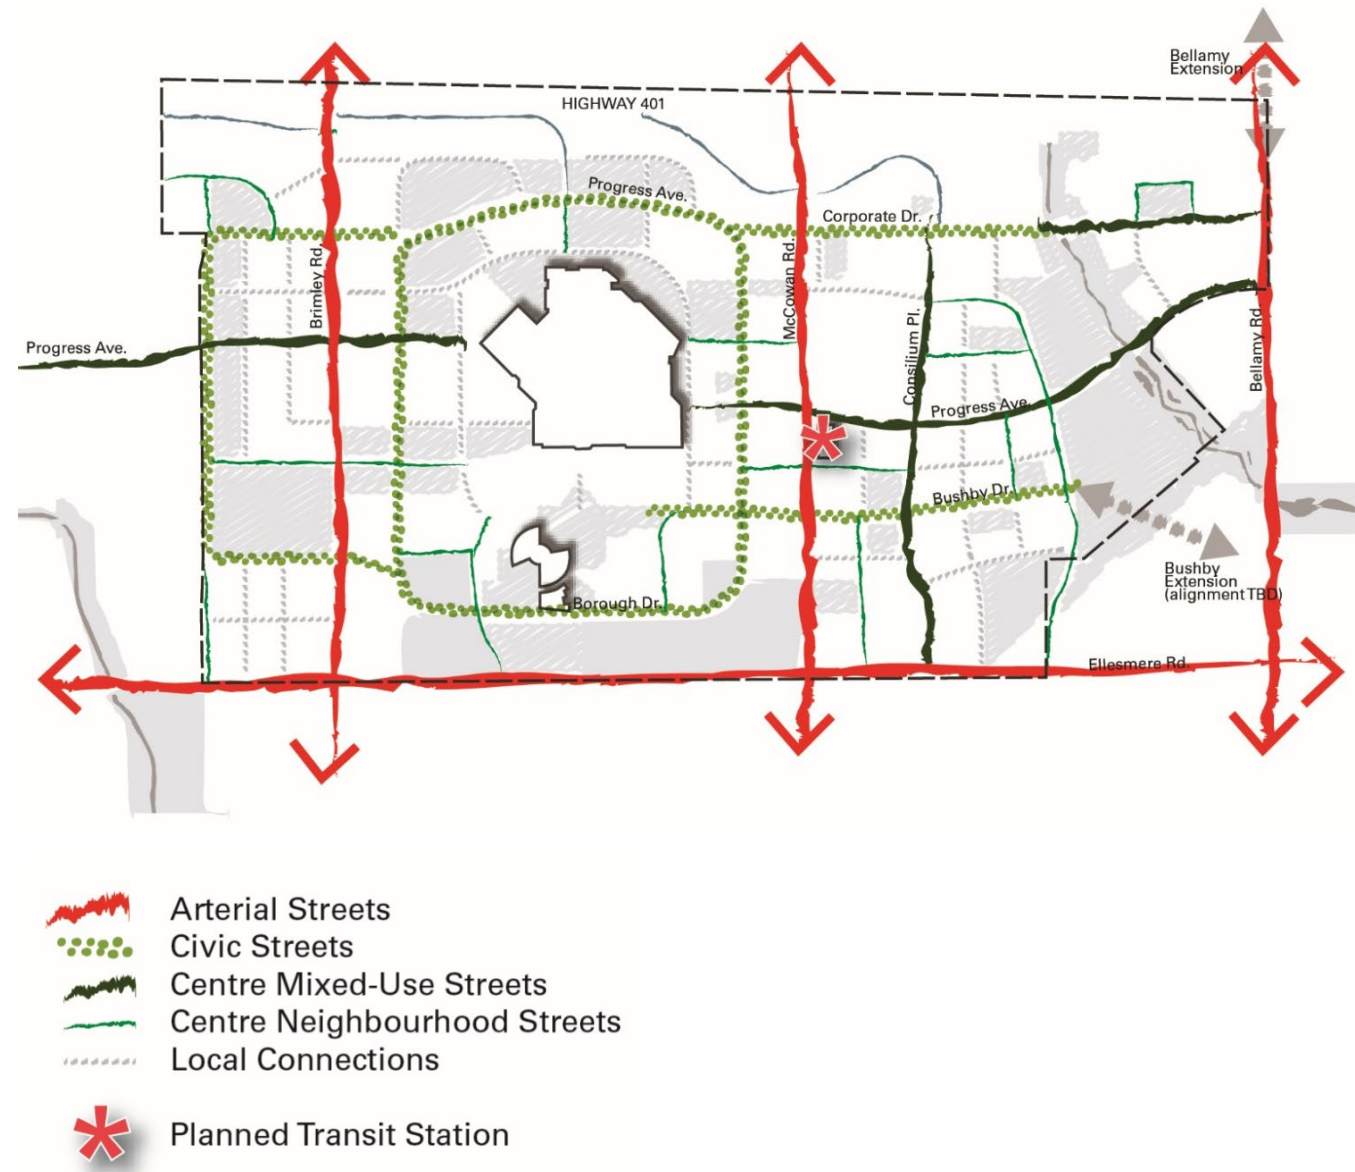 Bellamy
Extension
HIGHWAY 401
Progress Ave.
Corporate Dr.
Brimley Rd.
McCowan Rd.
Consilium Pl.
Bellamy Rd.
Progress Ave.
Progress Ave.
Bushby Dr.
Bushby
Extension
(alignment TBD)
Borough Dr.
Ellesmere Rd.
Arterial Streets
Civic Streets
Centre Mixed-Use Streets
Centre Neighbourhood Streets
Local Connections
Planned Transit Station